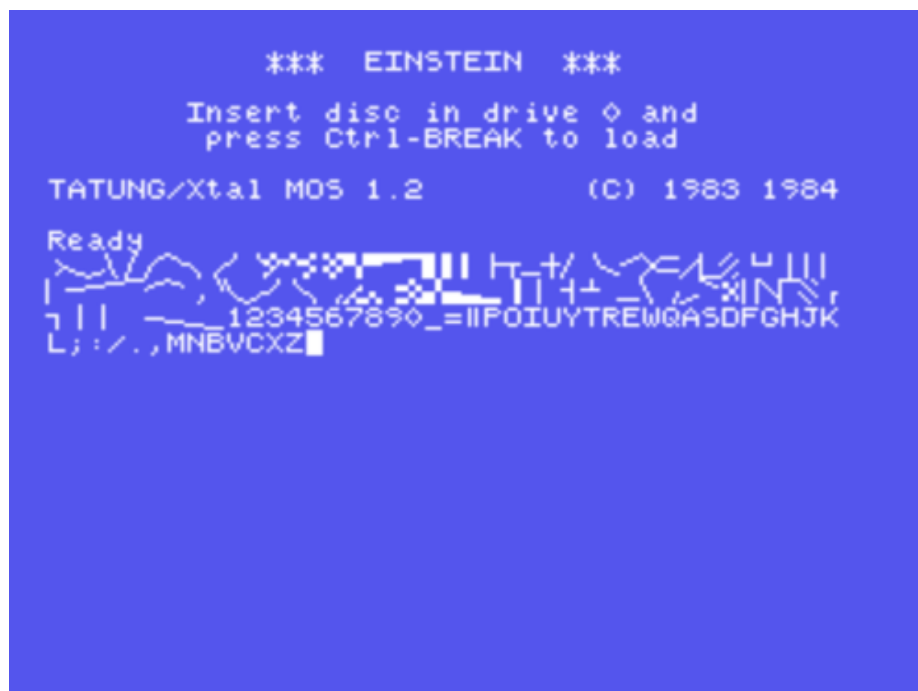 *** EINSTEIN ***
Insert disc in drive 0 and
press Ctrl-BREAK to load
TATUNG/Xtal MOS 1.2 (C) 1983 1984
Ready
_1234567890_=‖POIUYTREWQASDFGHJK
L;:/.,MNBVCXZ